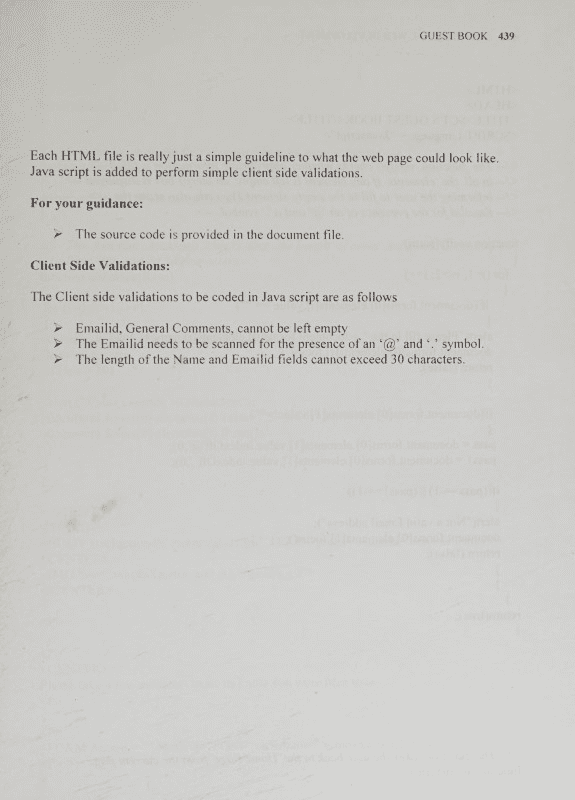 GUEST BOOK 439
Each HTML file is really just a simple guideline to what the web page could look like.
Java script is added to perform simple client side validations.
For your guidance:
➢ The source code is provided in the document file.
Client Side Validations:
The Client side validations to be coded in Java script are as follows
➢ Emailid, General Comments, cannot be left empty
➢ The Emailid needs to be scanned for the presence of an ‘@’ and ‘.’ symbol.
➢ The length of the Name and Emailid fields cannot exceed 30 characters.